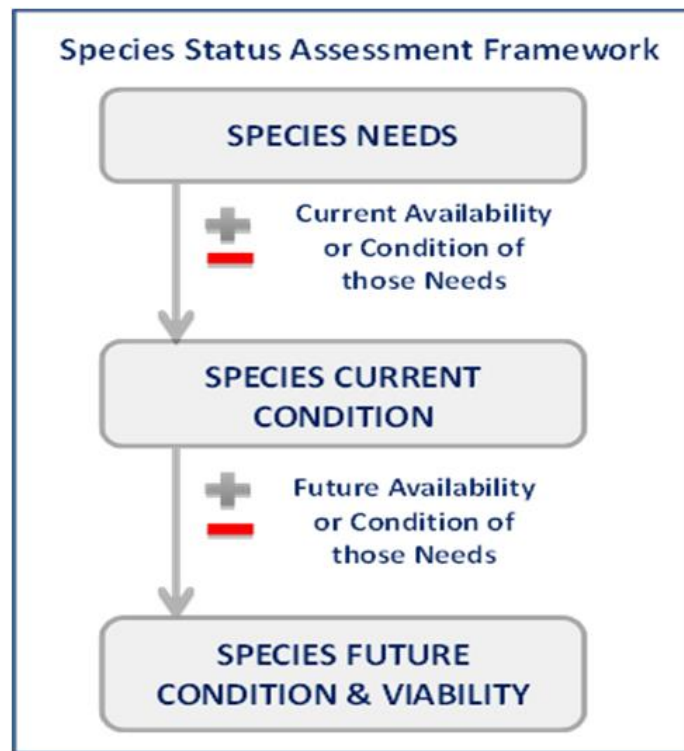 Species Status Assessment Framework
SPECIES NEEDS
Current Availability
or Condition of
those Needs
SPECIES CURRENT
CONDITION
Future Availability
or Condition of
those Needs
SPECIES FUTURE
CONDITION & VIABILITY